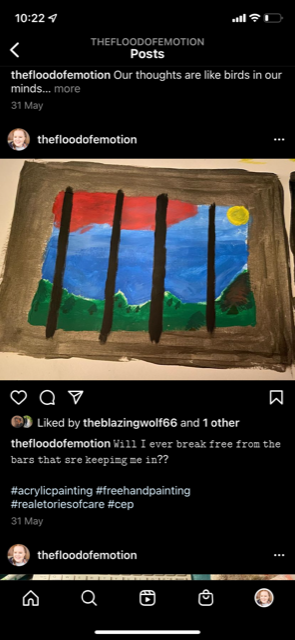 10:22
THEFLOODOFEMOTION
Posts
thefloodofemotion Our thoughts are like birds in our
minds... more
31 May
thefloodofemotion
Liked by theblazingwolf66 and 1 other
thefloodofemotion Will I ever break free from the
bars that sre keepimg me in??
#acrylicpainting #freehandpainting
#realetoriesofcare #cep
31 May
thefloodofemotion